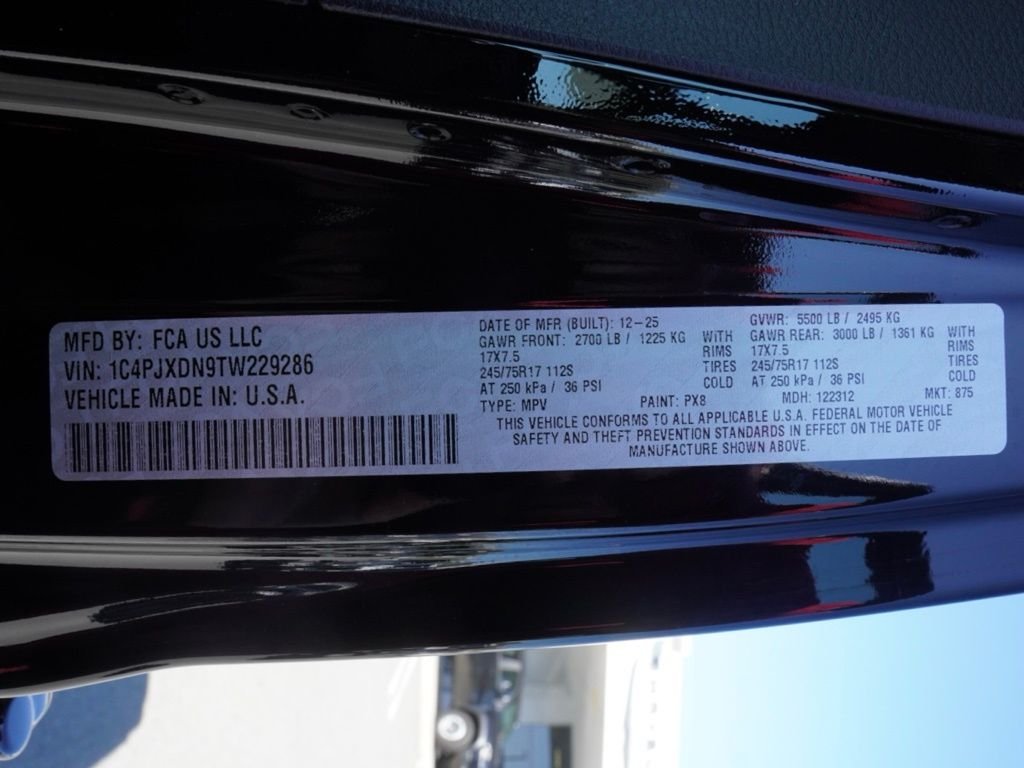 MFD BY: FCA US LLC
VIN: 1C4PJXDN9TW229286
VEHICLE MADE IN: U.S.A.
DATE OF MFR (BUILT): 12-25
GAWR FRONT: 2700 LB / 1225 KG WITH
17X7.5 RIMS
245/75R17 112S TIRES
AT 250 kPa / 36 PSI COLD
GVWR: 5500 LB / 2495 KG
GAWR REAR: 3000 LB / 1361 KG WITH
17X7.5 RIMS
245/75R17 112S TIRES
AT 250 kPa / 36 PSI COLD
TYPE: MPV PAINT: PX8 MDH: 122312 MKT: 875
THIS VEHICLE CONFORMS TO ALL APPLICABLE U.S.A. FEDERAL MOTOR VEHICLE
SAFETY AND THEFT PREVENTION STANDARDS IN EFFECT ON THE DATE OF
MANUFACTURE SHOWN ABOVE.